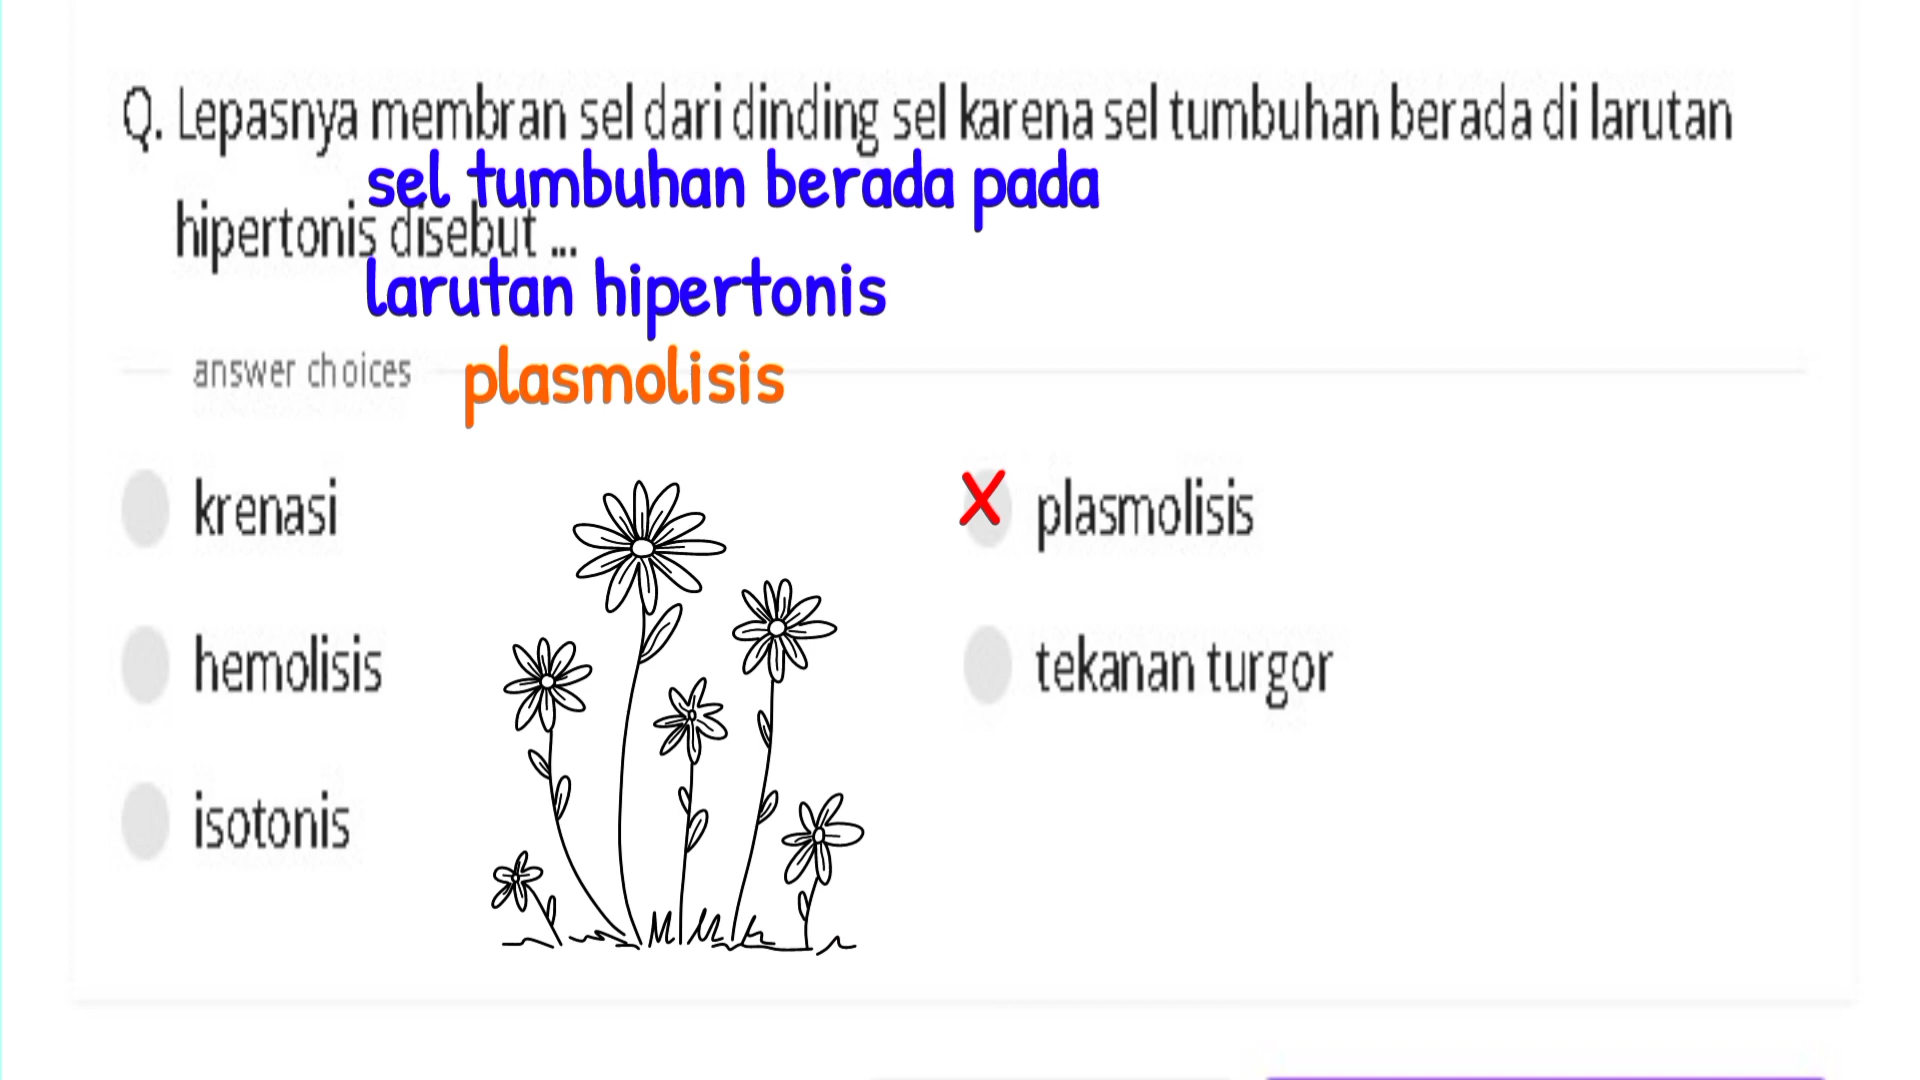 Q. Lepasnya membran sel dari dinding sel karena sel tumbuhan berada di larutan
sel tumbuhan berada pada
hipertonis disebut ...
larutan hipertonis
answer choices
plasmolisis
krenasi
X plasmolisis
hemolisis
tekanan turgor
isotonis